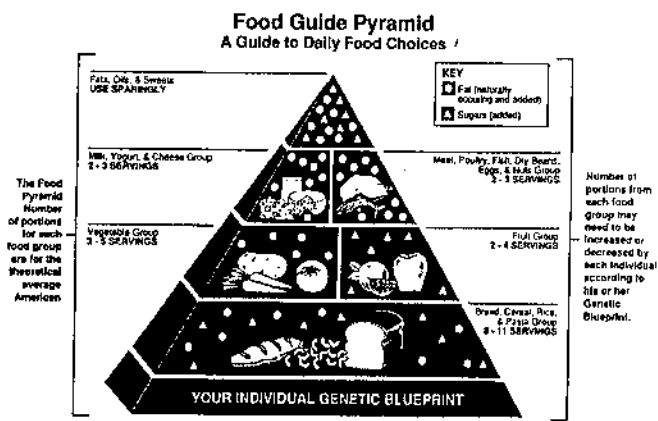 Food Guide Pyramid
A Guide to Daily Food Choices
KEY
Fat (naturally
occuring and added)
Sugars (added)
Fats, Oils, & Sweets
USE SPARINGLY
Milk, Yogurt, & Cheese Group
2 - 3 SERVINGS
Meat, Poultry, Fish, Dry Beans,
Eggs, & Nuts Group
2 - 3 SERVINGS
Vegetable Group
3 - 5 SERVINGS
Fruit Group
2 - 4 SERVINGS
Bread, Cereal, Rice,
& Pasta Group
6 - 11 SERVINGS
The Food
Pyramid
Number
of portions
for each
food group
are for the
theoretical
average
American
Number of
portions from
each food
group may
need to be
increased or
decreased by
each individual
according to
his or her
Genetic
Blueprint.
YOUR INDIVIDUAL GENETIC BLUEPRINT